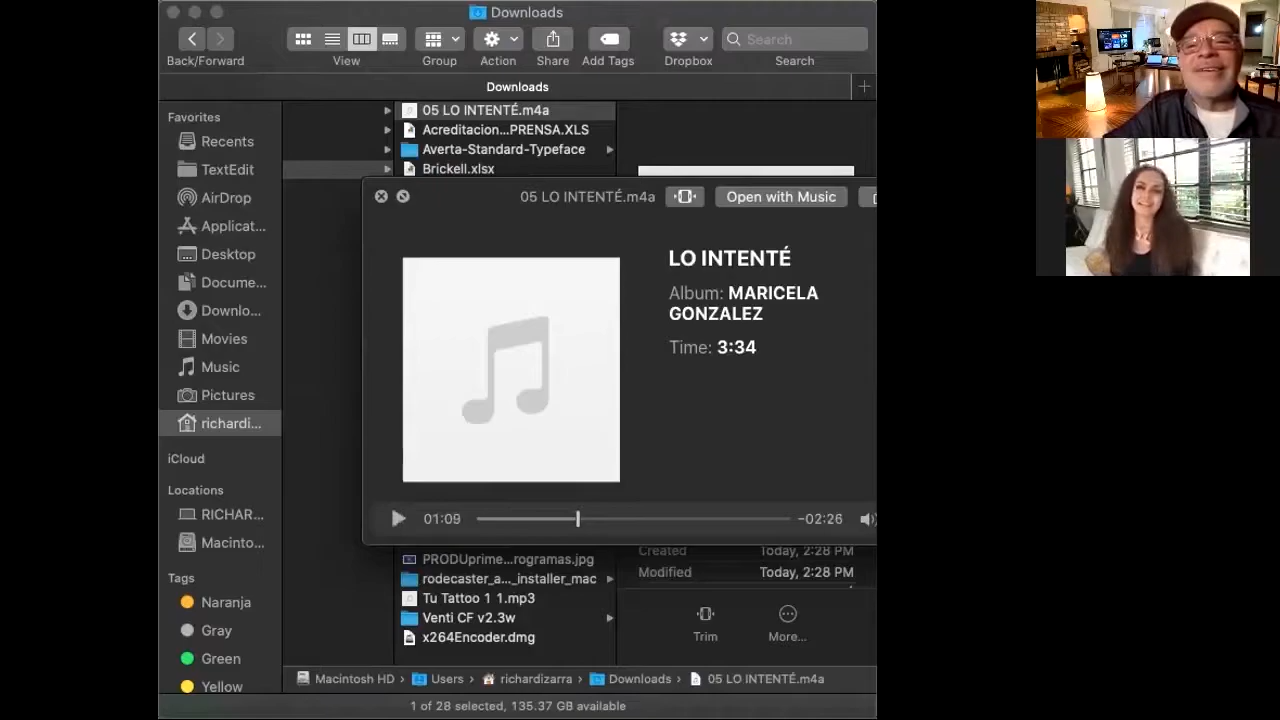 Downloads
Search
Back/Forward
View
Group
Action
Share
Add Tags
Dropbox
Search
Downloads
Favorites
Recents
TextEdit
AirDrop
Applicat...
Desktop
Docume...
Downlo...
Movies
Music
Pictures
richardi...
iCloud
Locations
RICHAR...
Macinto...
Tags
Naranja
Gray
Green
Yellow
05 LO INTENTÉ.m4a
Acreditacion...PRENSA.XLS
Averta-Standard-Typeface
Brickell.xlsx
05 LO INTENTÉ.m4a
Open with Music
LO INTENTÉ
Album: MARICELA
GONZALEZ
Time: 3:34
01:09
-02:26
PRODUprime...rogramas.jpg
rodecaster_a..._installer_mac
Tu Tattoo 1 1.mp3
Venti CF v2.3w
x264Encoder.dmg
Created Today, 2:28 PM
Modified Today, 2:28 PM
Trim
More...
Macintosh HD › Users › richardizarra › Downloads › 05 LO INTENTÉ.m4a
1 of 28 selected, 135.37 GB available